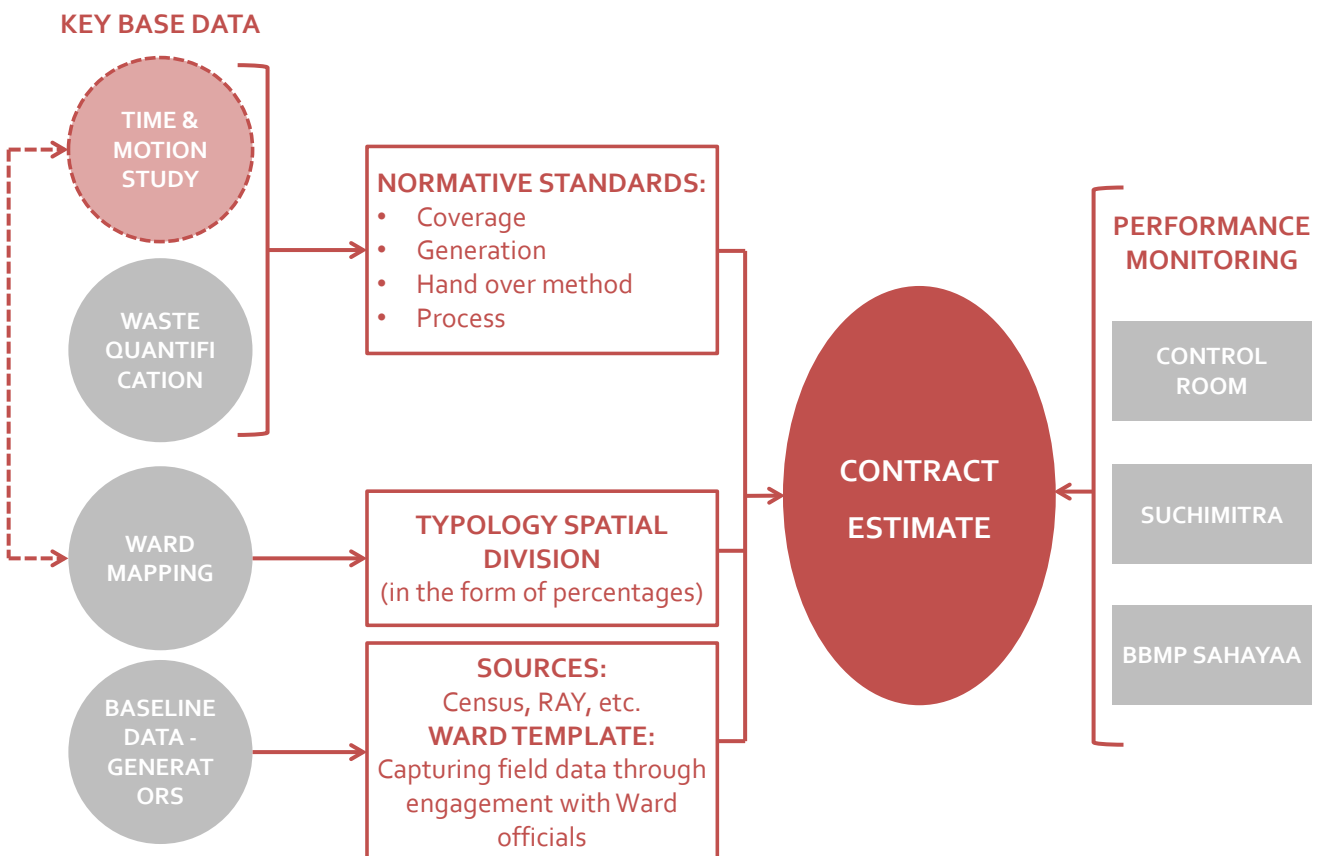 KEY BASE DATA
TIME &
MOTION
STUDY
WASTE
QUANTIFI
CATION
WARD
MAPPING
BASELINE
DATA -
GENERAT
ORS
NORMATIVE STANDARDS:
• Coverage
• Generation
• Hand over method
• Process
TYPOLOGY SPATIAL
DIVISION
(in the form of percentages)
SOURCES:
Census, RAY, etc.
WARD TEMPLATE:
Capturing field data through
engagement with Ward
officials
CONTRACT
ESTIMATE
PERFORMANCE
MONITORING
CONTROL
ROOM
SUCHIMITRA
BBMP SAHAYAA